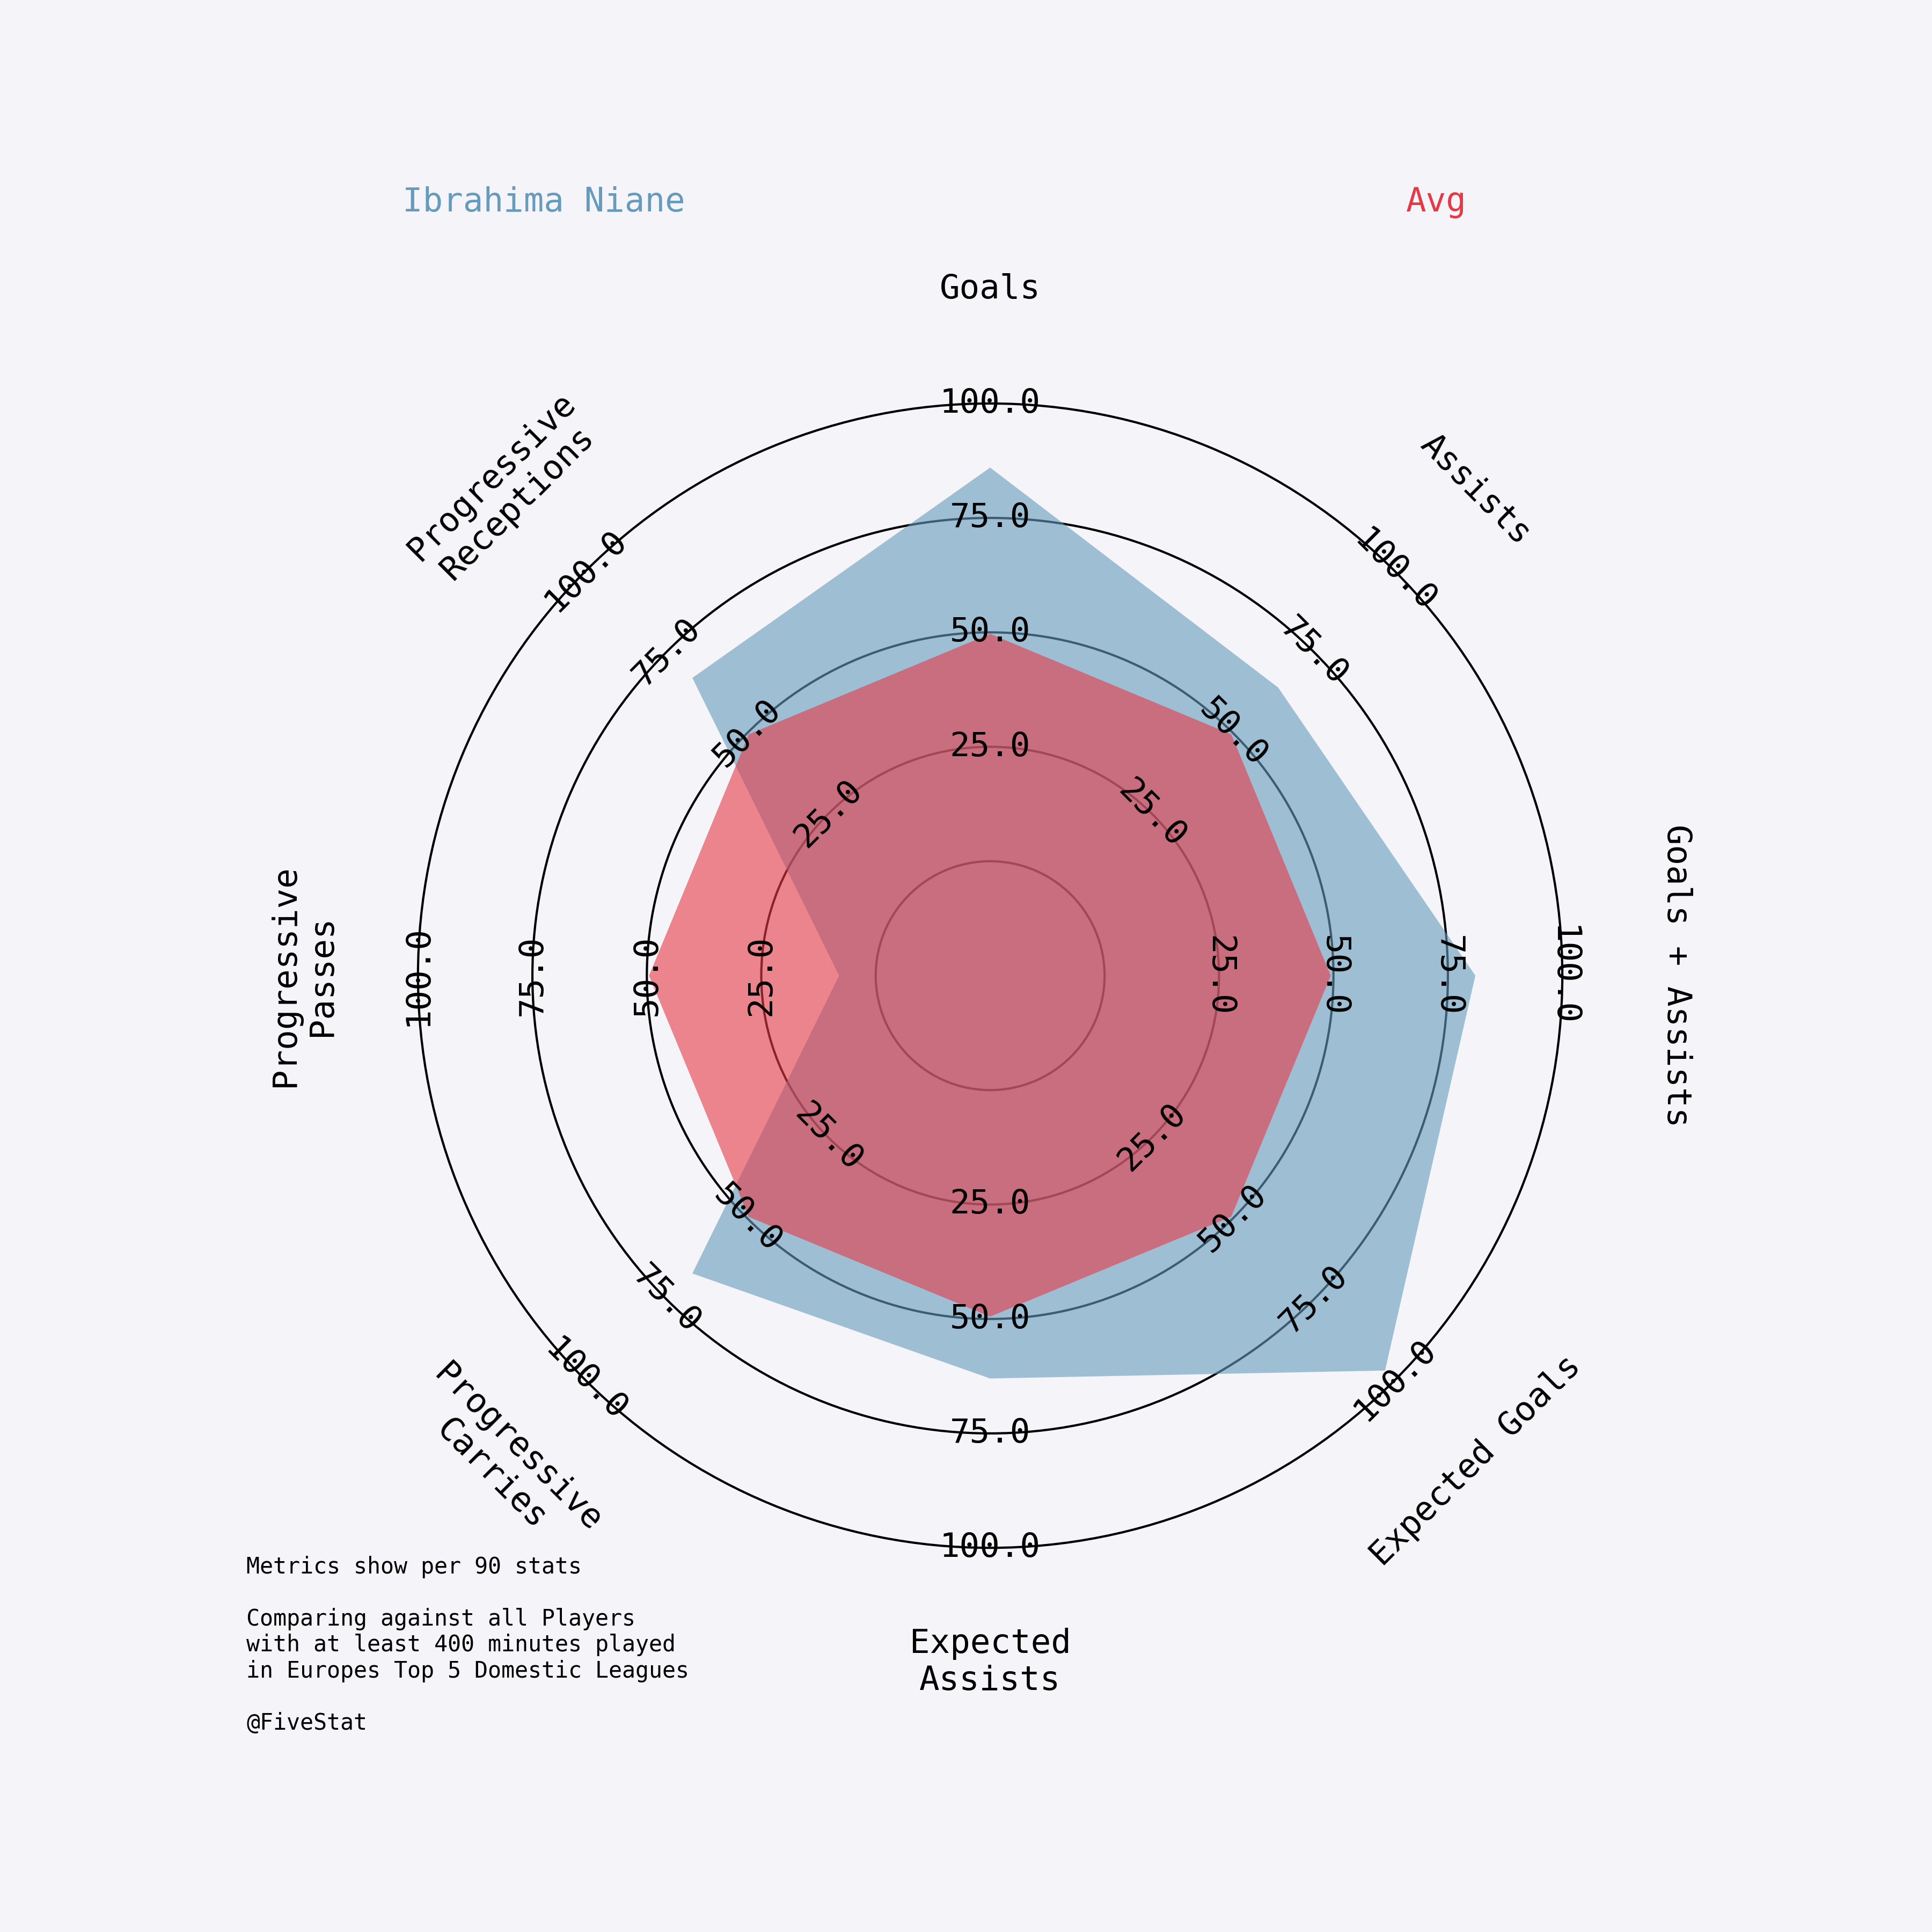 Ibrahima Niane
Avg
Goals
Assists
Goals + Assists
Expected Goals
Expected
Assists
Progressive
Carries
Progressive
Passes
Progressive
Receptions
25.0
50.0
75.0
100.0
25.0
50.0
75.0
100.0
25.0
50.0
75.0
100.0
25.0
50.0
75.0
100.0
25.0
50.0
75.0
100.0
25.0
50.0
75.0
100.0
25.0
50.0
75.0
100.0
25.0
50.0
75.0
100.0
Metrics show per 90 stats
Comparing against all Players
with at least 400 minutes played
in Europes Top 5 Domestic Leagues
@FiveStat